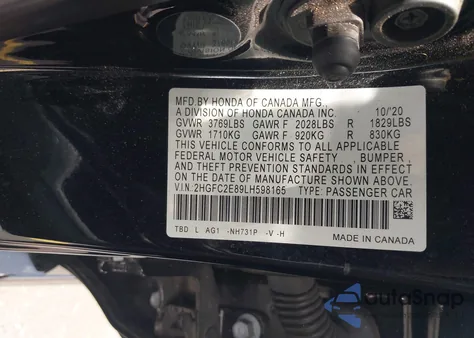 MFD.BY HONDA OF CANADA MFG.,
A DIVISION OF HONDA CANADA INC. 10/'20
GVWR 3769LBS GAWR F 2028LBS R 1829LBS
GVWR 1710KG GAWR F 920KG R 830KG
THIS VEHICLE CONFORMS TO ALL APPLICABLE
FEDERAL MOTOR VEHICLE SAFETY , BUMPER ,
AND THEFT PREVENTION STANDARDS IN EFFECT
ON THE DATE OF MANUFACTURE SHOWN ABOVE.
V.I.N: 2HGFC2E89LH598165 TYPE: PASSENGER CAR
TBD L AG1 -NH731P -V -H
MADE IN CANADA
AutoSnap